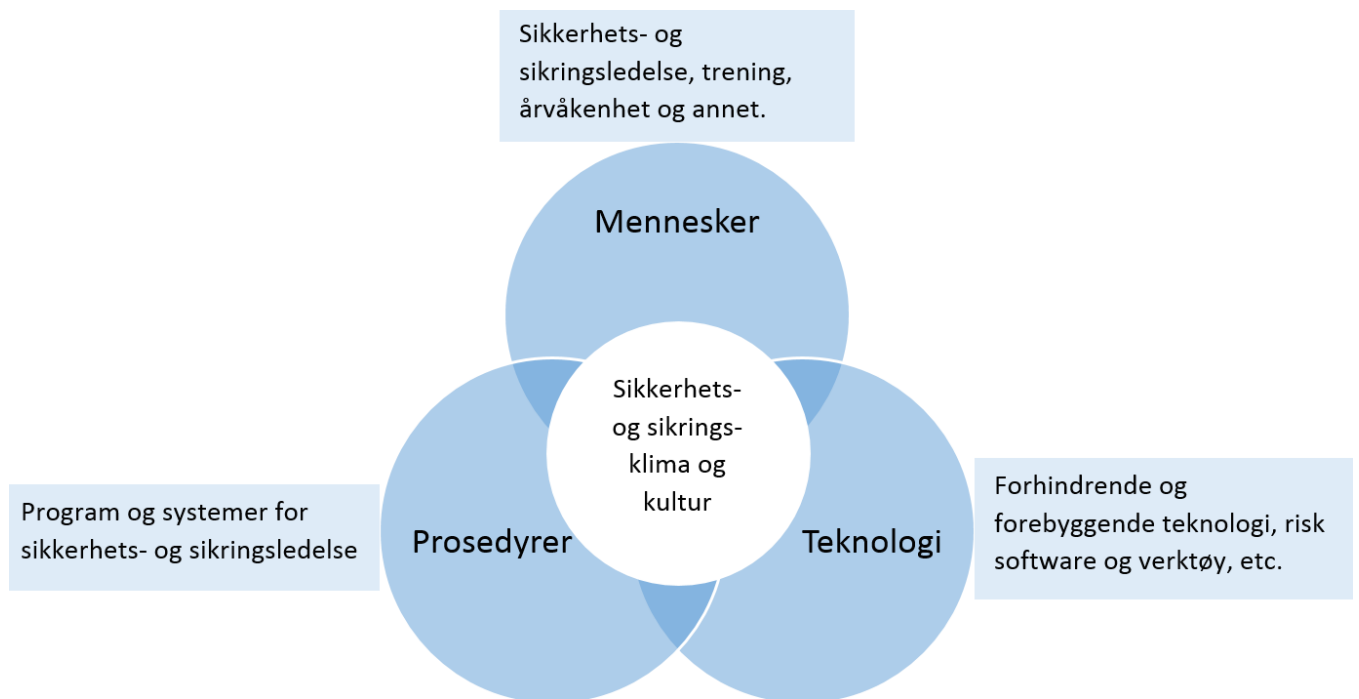 Sikkerhets- og
sikringsledelse, trening,
årvåkenhet og annet.
Mennesker
Sikkerhets-
og sikrings-
klima og
kultur
Program og systemer for
sikkerhets- og sikringsledelse
Prosedyrer
Teknologi
Forhindrende og
forebyggende teknologi, risk
software og verktøy, etc.